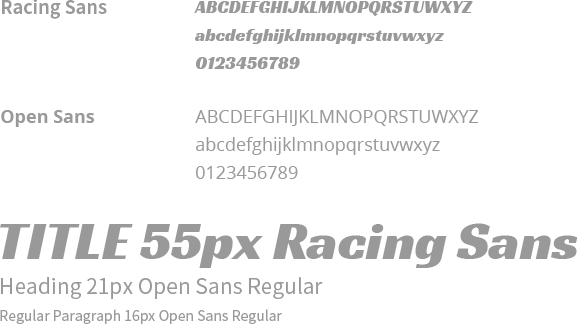 Racing Sans
ABCDEFGHIJKLMNOPQRSTUWXYZ
abcdefghijklmnopqrstuvwxyz
0123456789
Open Sans
ABCDEFGHIJKLMNOPQRSTUWXYZ
abcdefghijklmnopqrstuvwxyz
0123456789
TITLE 55px Racing Sans
Heading 21px Open Sans Regular
Regular Paragraph 16px Open Sans Regular